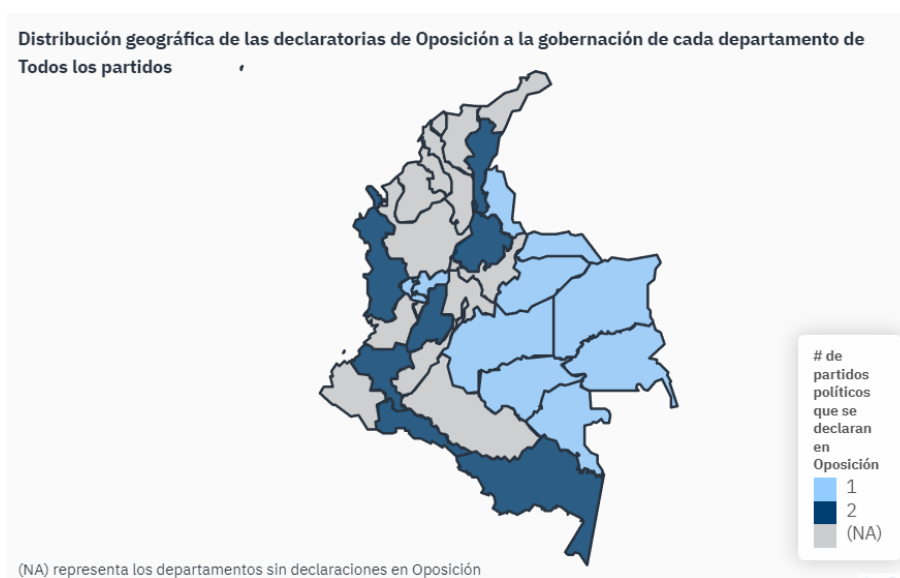 Distribución geográfica de las declaratorias de Oposición a la gobernación de cada departamento de
Todos los partidos
# de
partidos
políticos
que se
declaran
en
Oposición
1
2
(NA)
(NA) representa los departamentos sin declaraciones en Oposición